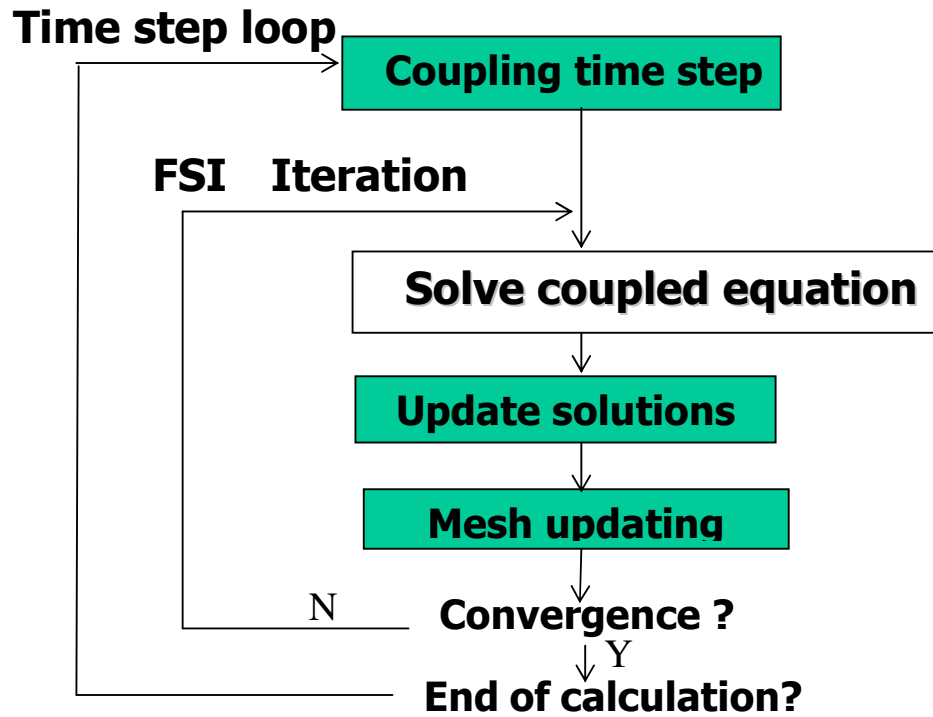 Time step loop
Coupling time step
FSI Iteration
Solve coupled equation
Update solutions
Mesh updating
N
Convergence ?
Y
End of calculation?